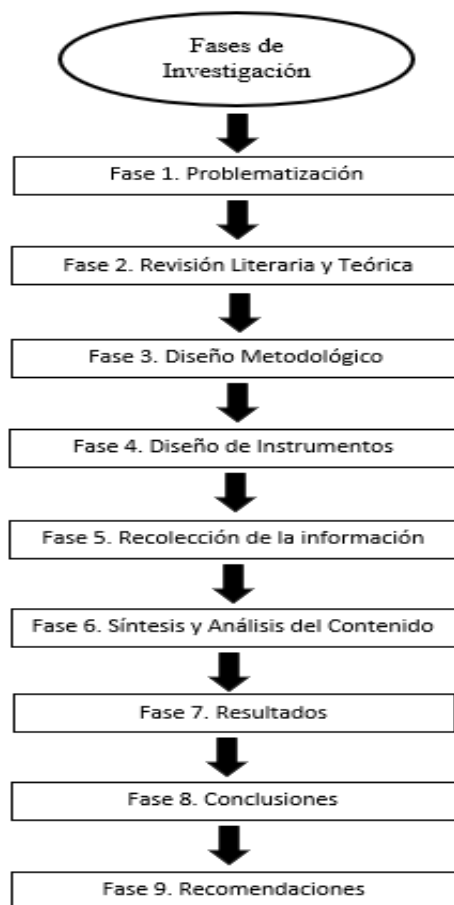 Fases de
Investigación
Fase 1. Problematización
Fase 2. Revisión Literaria y Teórica
Fase 3. Diseño Metodológico
Fase 4. Diseño de Instrumentos
Fase 5. Recolección de la información
Fase 6. Síntesis y Análisis del Contenido
Fase 7. Resultados
Fase 8. Conclusiones
Fase 9. Recomendaciones